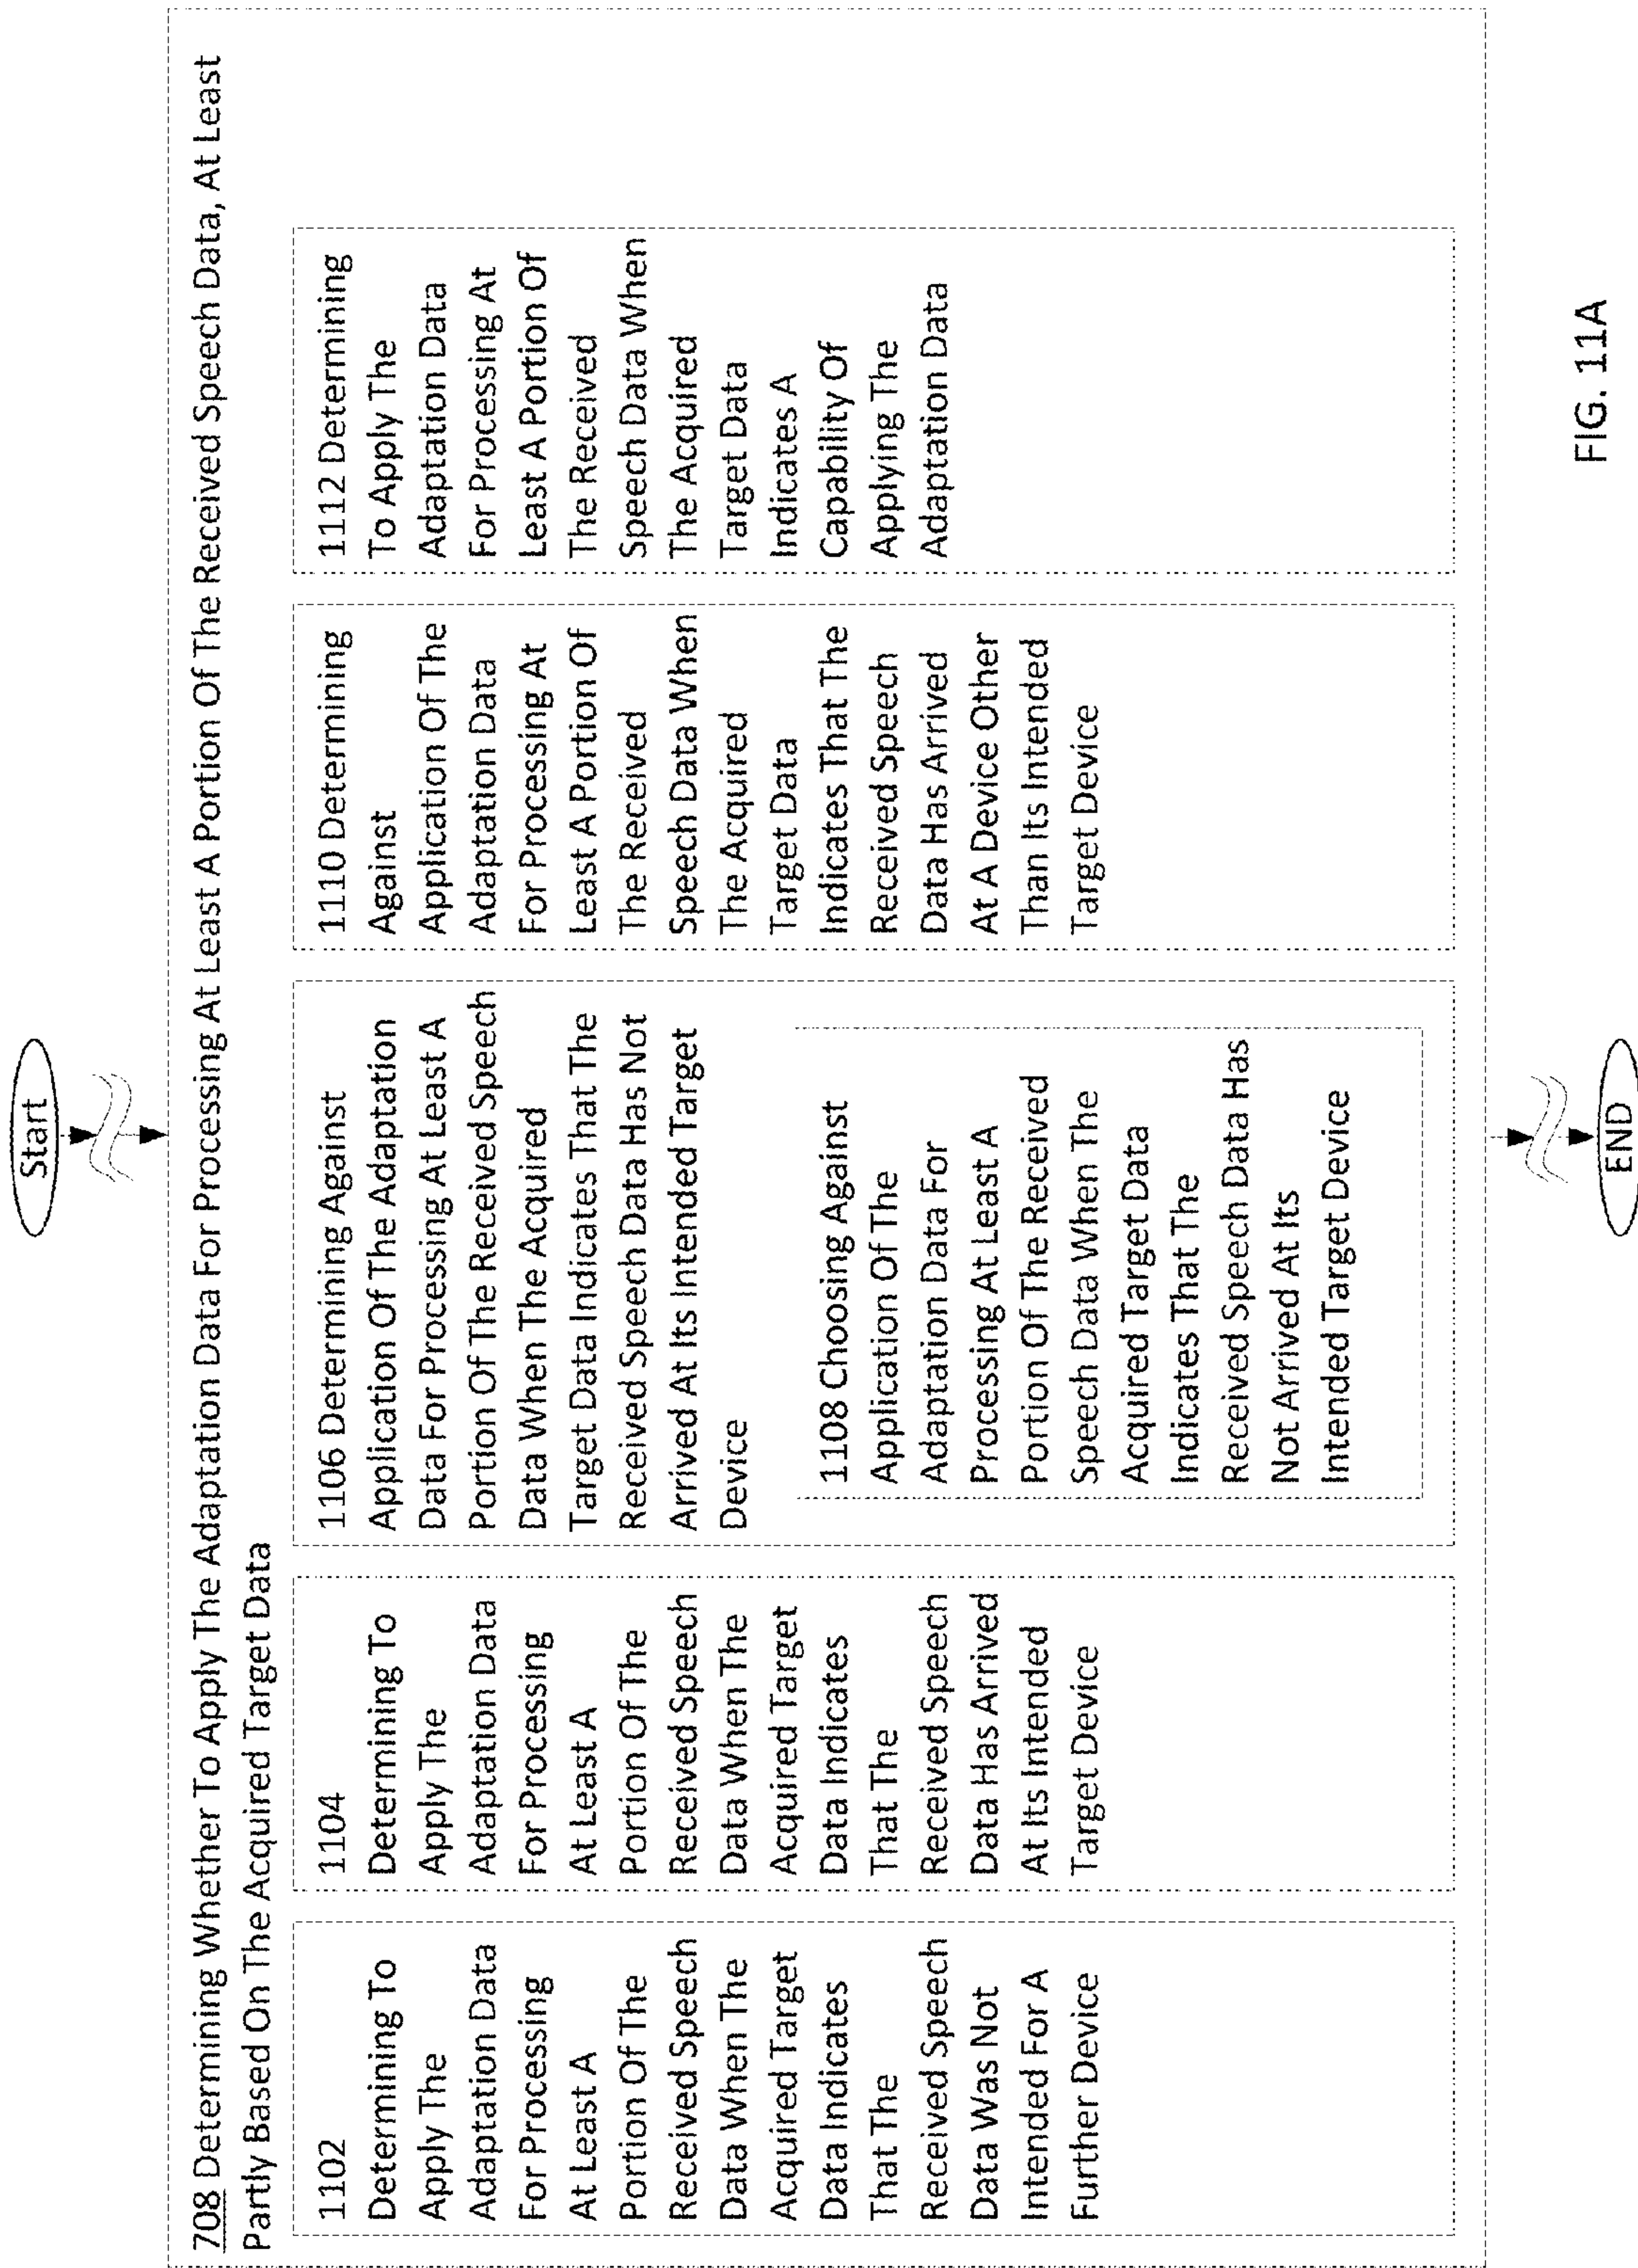 Start
708 Determining Whether To Apply The Adaptation Data For Processing At Least A Portion Of The Received Speech Data, At Least
Partly Based On The Acquired Target Data
1102
Determining To
Apply The
Adaptation Data
For Processing
At Least A
Portion Of The
Received Speech
Data When The
Acquired Target
Data Indicates
That The
Received Speech
Data Was Not
Intended For A
Further Device
1104
Determining To
Apply The
Adaptation Data
For Processing
At Least A
Portion Of The
Received Speech
Data When The
Acquired Target
Data Indicates
That The
Received Speech
Data Has Arrived
At Its Intended
Target Device
1106 Determining Against
Application Of The Adaptation
Data For Processing At Least A
Portion Of The Received Speech
Data When The Acquired
Target Data Indicates That The
Received Speech Data Has Not
Arrived At Its Intended Target
Device
1108 Choosing Against
Application Of The
Adaptation Data For
Processing At Least A
Portion Of The Received
Speech Data When The
Acquired Target Data
Indicates That The
Received Speech Data Has
Not Arrived At Its
Intended Target Device
1110 Determining
Against
Application Of The
Adaptation Data
For Processing At
Least A Portion Of
The Received
Speech Data When
The Acquired
Target Data
Indicates That The
Received Speech
Data Has Arrived
At A Device Other
Than Its Intended
Target Device
1112 Determining
To Apply The
Adaptation Data
For Processing At
Least A Portion Of
The Received
Speech Data When
The Acquired
Target Data
Indicates A
Capability Of
Applying The
Adaptation Data
END
FIG. 11A